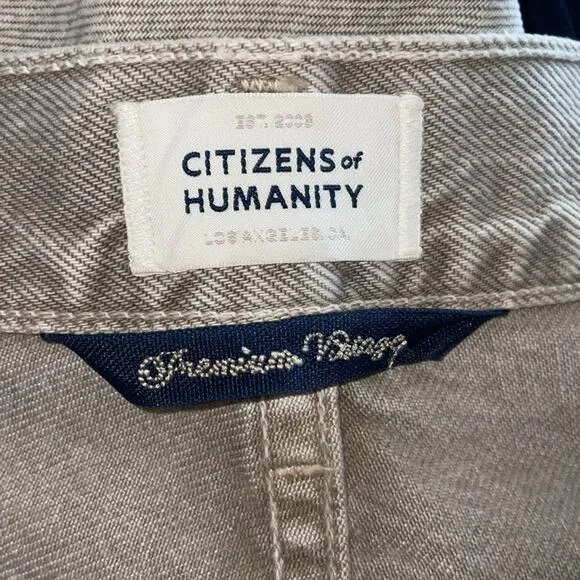 EST. 2003
CITIZENS of
HUMANITY
LOS ANGELES, CA.
Premium Vintage